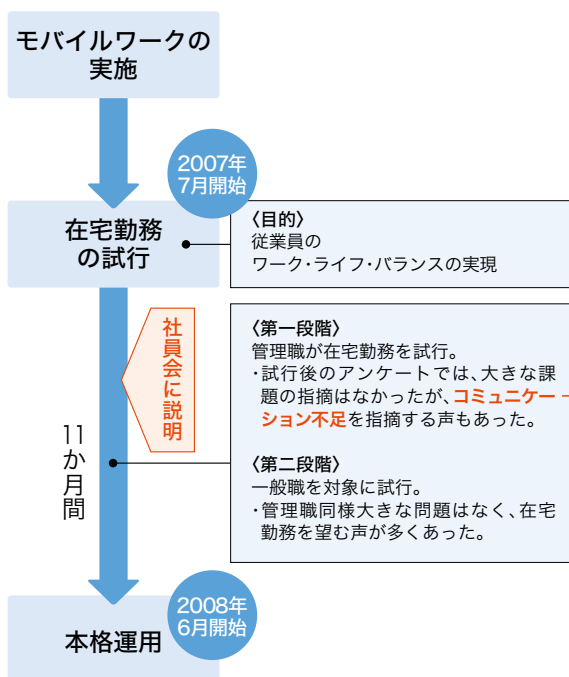 モバイルワークの
実施
2007年
7月開始
在宅勤務
の試行
〈目的〉
従業員の
ワーク・ライフ・バランスの実現
社員会に説明
〈第一段階〉
管理職が在宅勤務を試行。
・試行後のアンケートでは、大きな課
題の指摘はなかったが、コミュニケー
ション不足を指摘する声もあった。
11か月間
〈第二段階〉
一般職を対象に試行。
・管理職同様大きな問題はなく、在宅
勤務を望む声が多くあった。
2008年
6月開始
本格運用